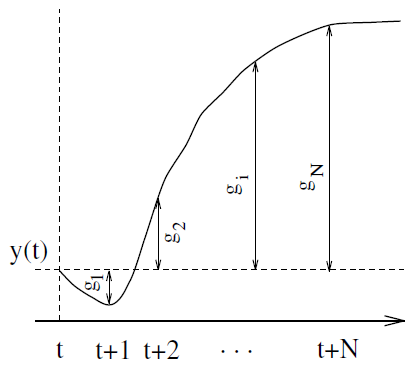 y(t)
g1
g2
gi
gN
t t+1 t+2 · · · t+N